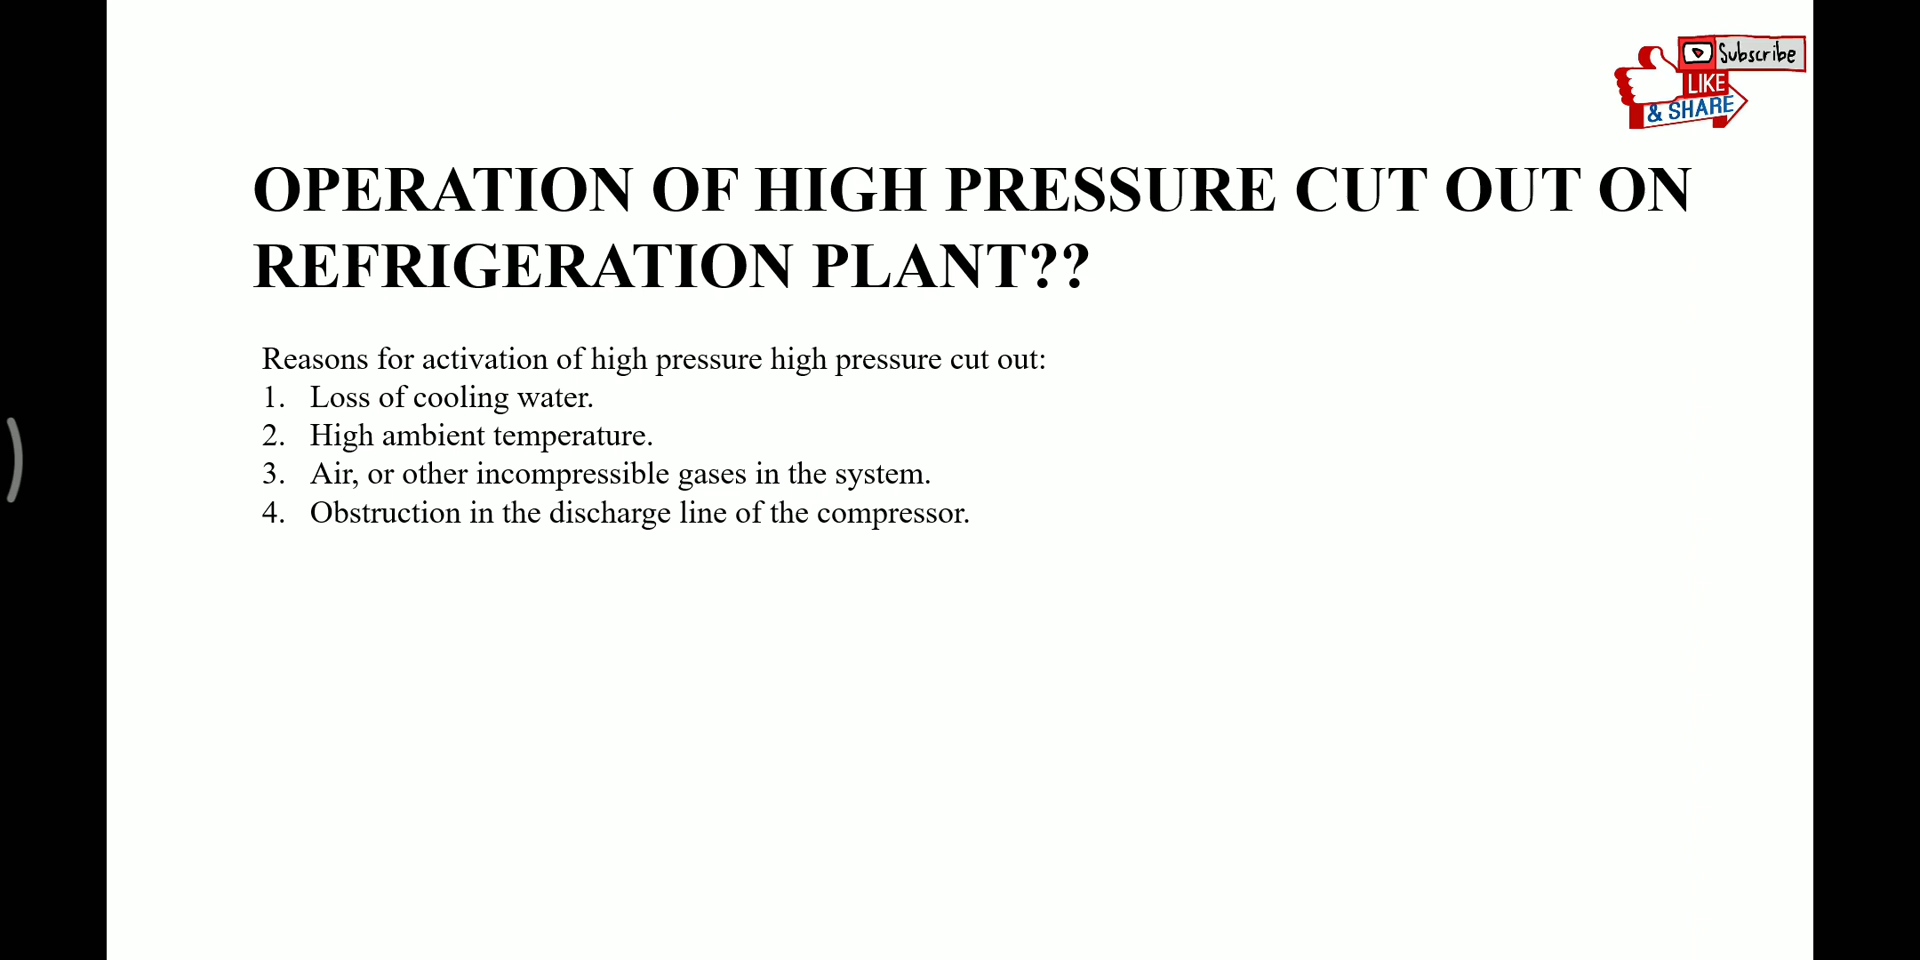 Subscribe
LIKE
& SHARE
OPERATION OF HIGH PRESSURE CUT OUT ON
REFRIGERATION PLANT??
Reasons for activation of high pressure high pressure cut out:
1. Loss of cooling water.
2. High ambient temperature.
3. Air, or other incompressible gases in the system.
4. Obstruction in the discharge line of the compressor.